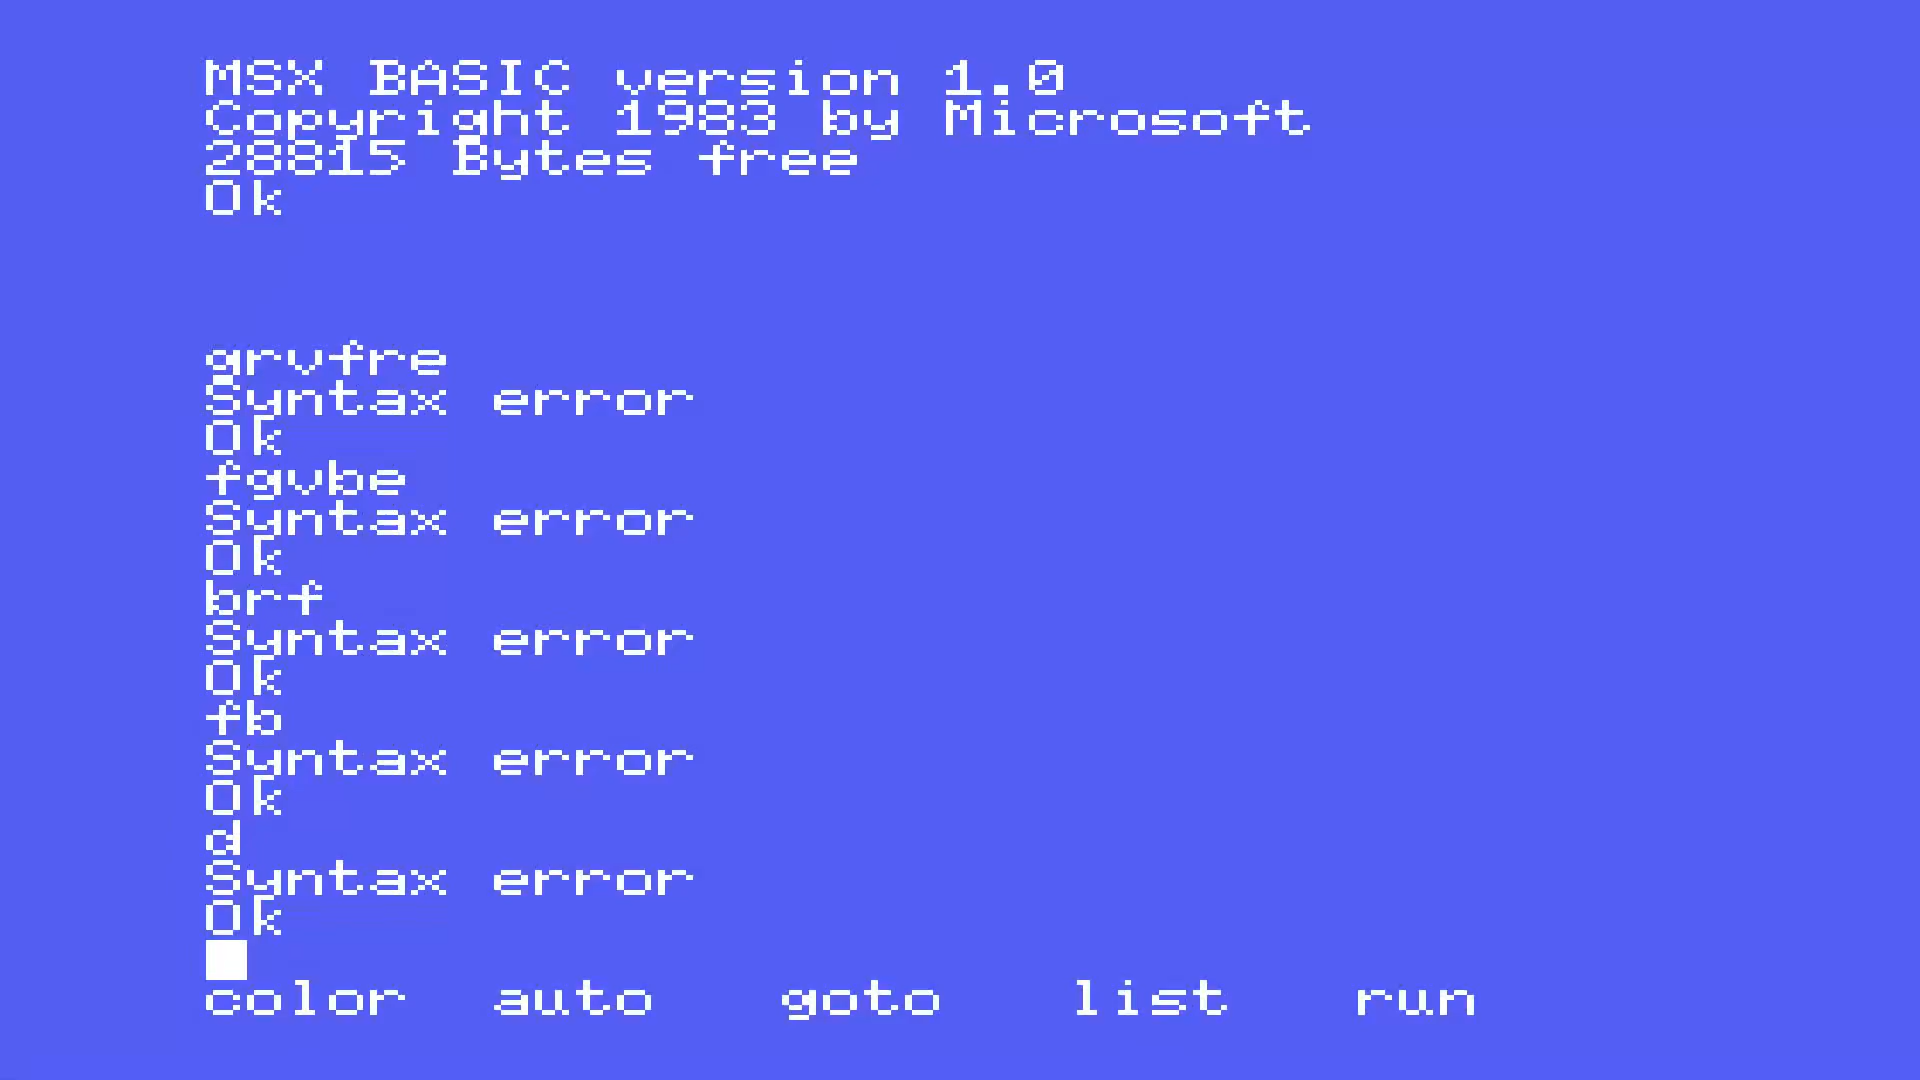 MSX BASIC version 1.0
Copyright 1983 by Microsoft
28815 Bytes free
Ok
grvfre
Syntax error
Ok
fgvbe
Syntax error
Ok
brf
Syntax error
Ok
fb
Syntax error
Ok
d
Syntax error
Ok
color auto goto list run